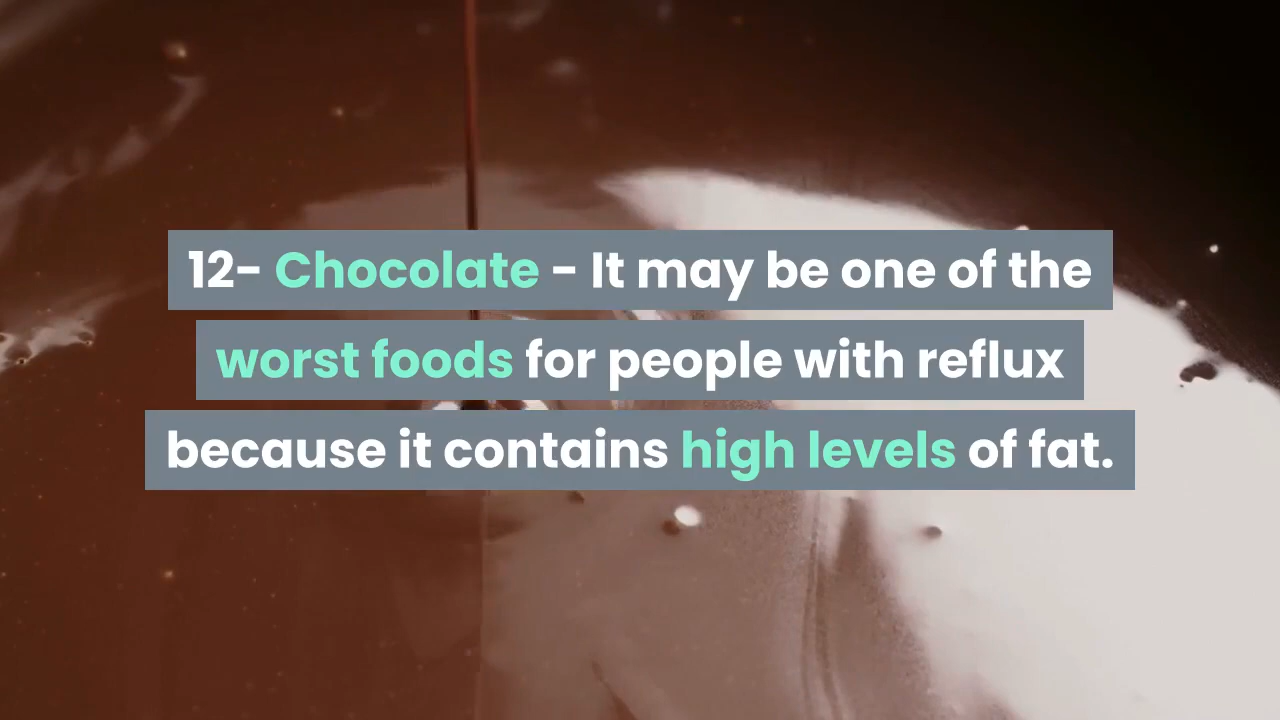 12- Chocolate - It may be one of the
worst foods for people with reflux
because it contains high levels of fat.